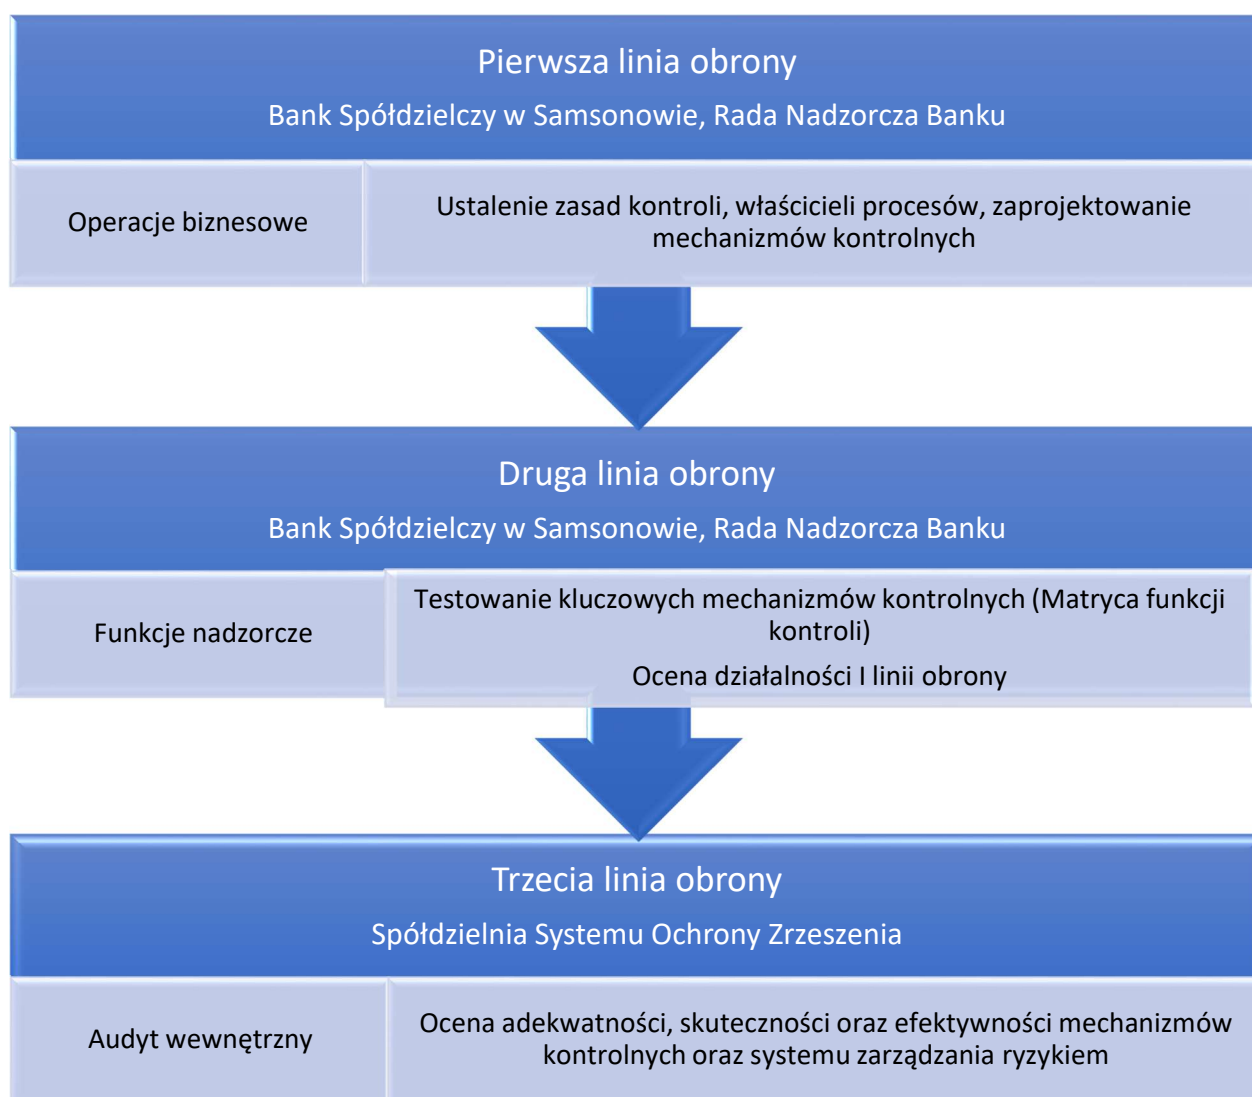 Pierwsza linia obrony
Bank Spółdzielczy w Samsonowie, Rada Nadzorcza Banku
Operacje biznesowe
Ustalenie zasad kontroli, właścicieli procesów, zaprojektowanie
mechanizmów kontrolnych
Druga linia obrony
Bank Spółdzielczy w Samsonowie, Rada Nadzorcza Banku
Funkcje nadzorcze
Testowanie kluczowych mechanizmów kontrolnych (Matryca funkcji
kontroli)
Ocena działalności I linii obrony
Trzecia linia obrony
Spółdzielnia Systemu Ochrony Zrzeszenia
Audyt wewnętrzny
Ocena adekwatności, skuteczności oraz efektywności mechanizmów
kontrolnych oraz systemu zarządzania ryzykiem